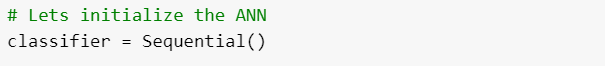 # Lets initialize the ANN
classifier = Sequential()